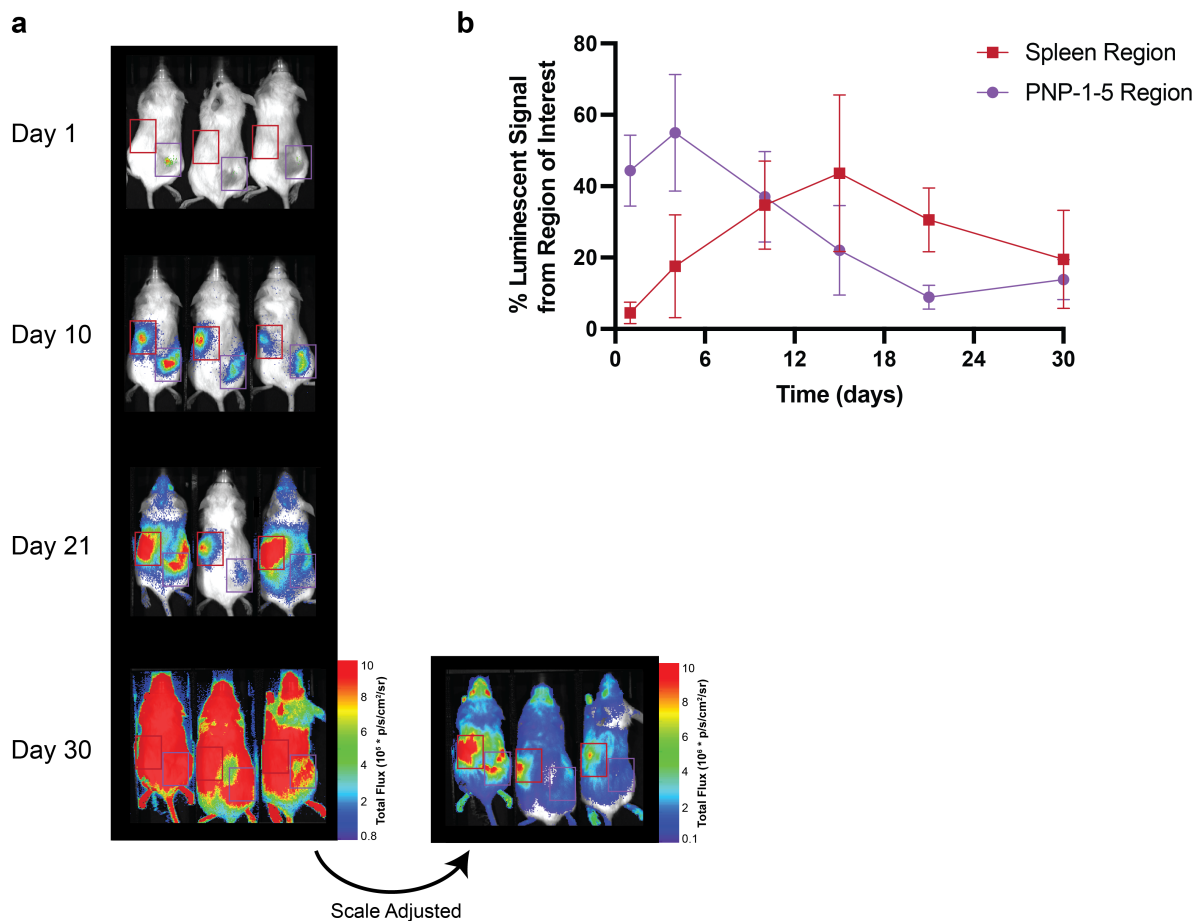 a
Day 1
Day 10
Day 21
Day 30
10
8
6
4
2
0.8
Total Flux (10⁶ * p/s/cm²/sr)
10
8
6
4
2
0.1
Total Flux (10⁸ * p/s/cm²/sr)
Scale Adjusted
b
80
60
40
20
0
% Luminescent Signal
from Region of Interest
0
6
12
18
24
30
Time (days)
Spleen Region
PNP-1-5 Region